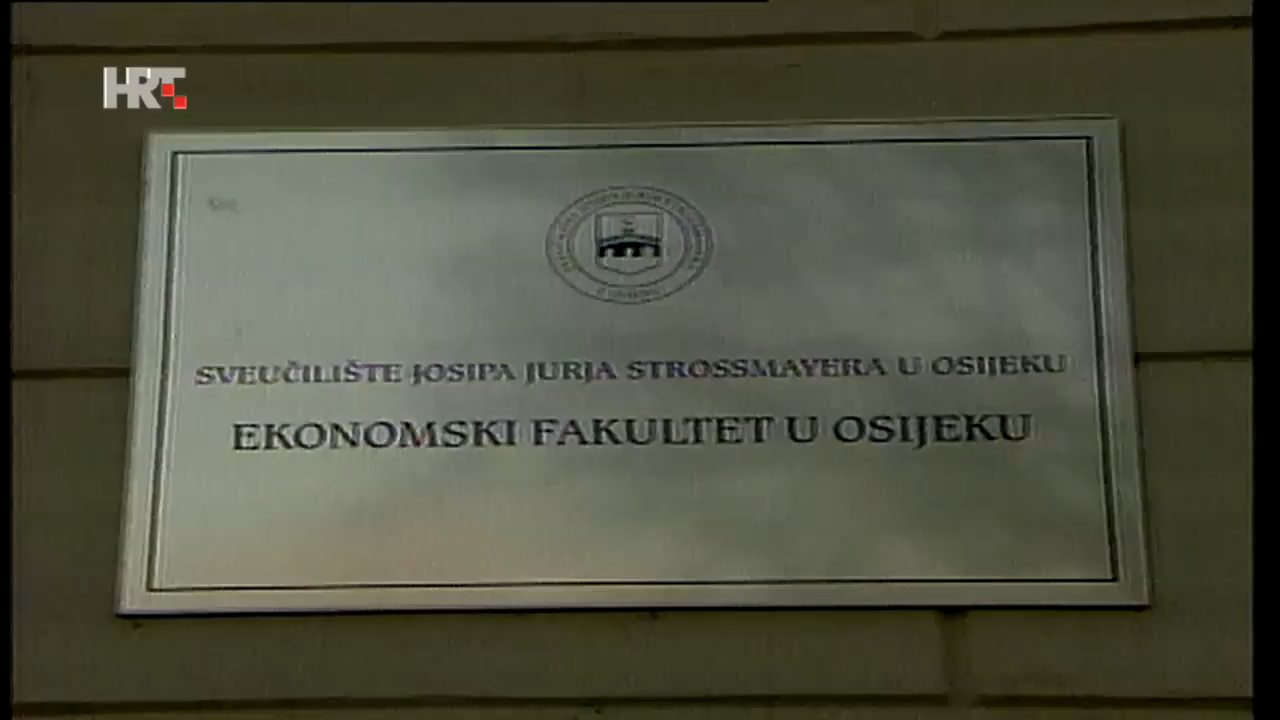 HRT
SVEUČILIŠTE JOSIPA JURJA STROSSMAYERA U OSIJEKU
EKONOMSKI FAKULTET U OSIJEKU